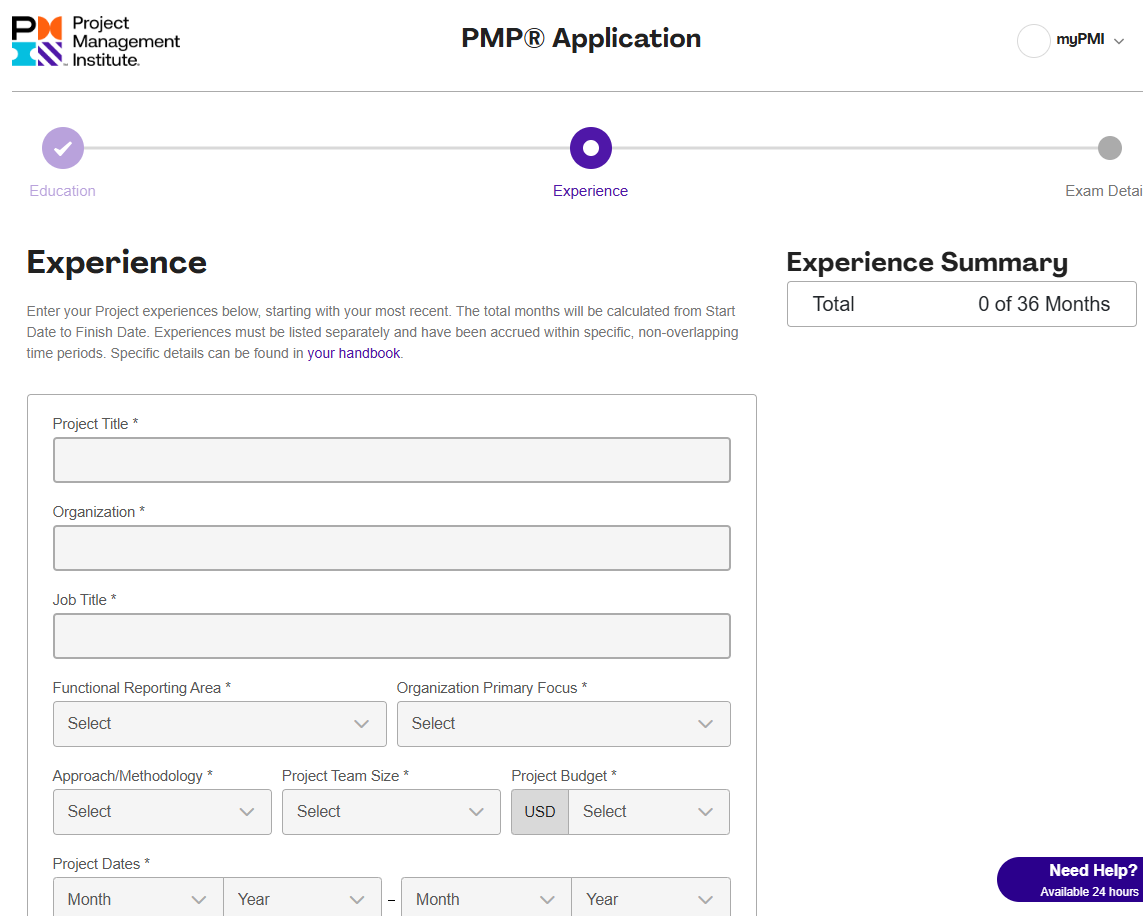 Project
Management
Institute.
PMP® Application
myPMI
Education
Experience
Exam Detai
Experience
Enter your Project experiences below, starting with your most recent. The total months will be calculated from Start
Date to Finish Date. Experiences must be listed separately and have been accrued within specific, non-overlapping
time periods. Specific details can be found in your handbook.
Experience Summary
Total 0 of 36 Months
Project Title *
Organization *
Job Title *
Functional Reporting Area * Organization Primary Focus *
Select Select
Approach/Methodology * Project Team Size * Project Budget *
Select Select USD Select
Project Dates *
Month Year – Month Year
Need Help?
Available 24 hours